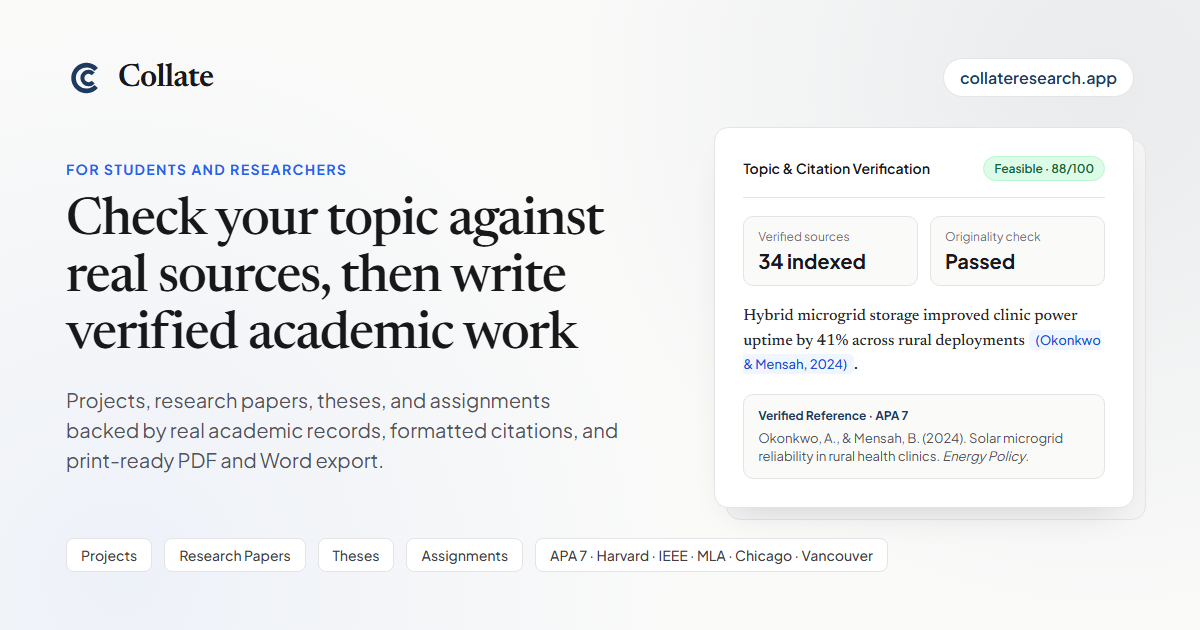 Collate
collateresearch.app
FOR STUDENTS AND RESEARCHERS
Check your topic against
real sources, then write
verified academic work
Projects, research papers, theses, and assignments
backed by real academic records, formatted citations, and
print-ready PDF and Word export.
Topic & Citation Verification
Feasible · 88/100
Verified sources
34 indexed
Originality check
Passed
Hybrid microgrid storage improved clinic power
uptime by 41% across rural deployments (Okonkwo
& Mensah, 2024) .
Verified Reference · APA 7
Okonkwo, A., & Mensah, B. (2024). Solar microgrid
reliability in rural health clinics. Energy Policy.
Projects
Research Papers
Theses
Assignments
APA 7 · Harvard · IEEE · MLA · Chicago · Vancouver